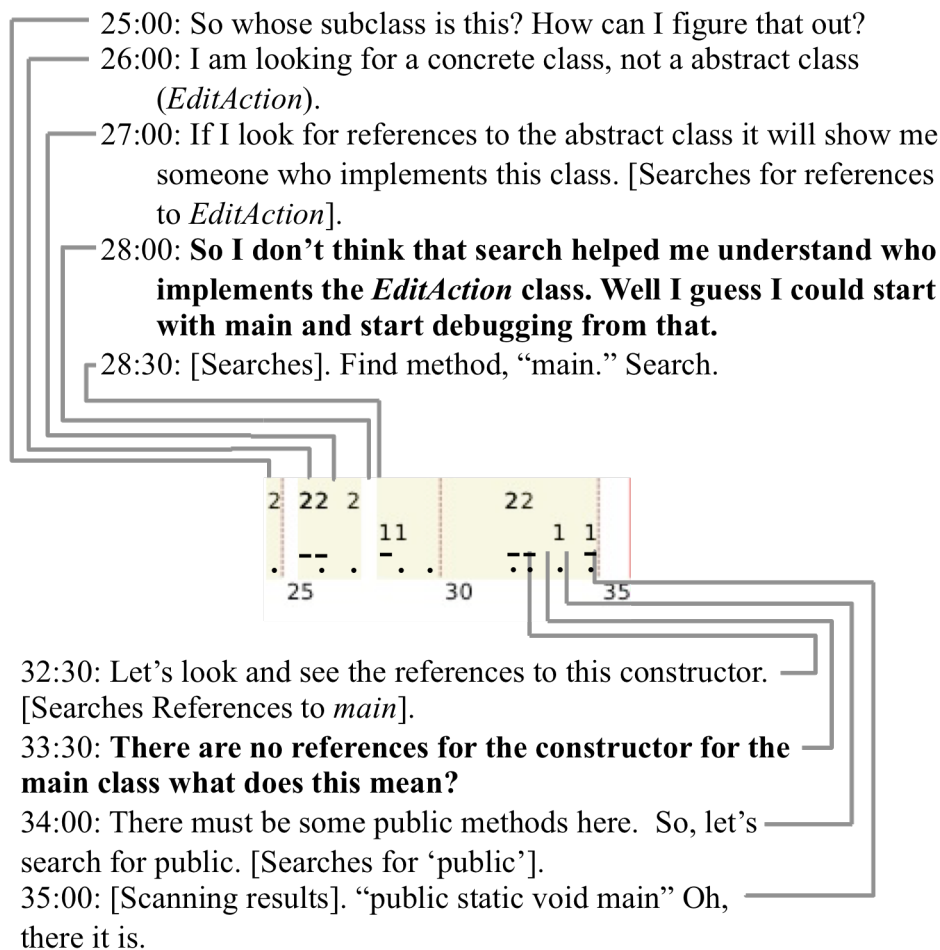 25:00: So whose subclass is this? How can I figure that out?
26:00: I am looking for a concrete class, not a abstract class
(EditAction).
27:00: If I look for references to the abstract class it will show me
someone who implements this class. [Searches for references
to EditAction].
28:00: So I don’t think that search helped me understand who
implements the EditAction class. Well I guess I could start
with main and start debugging from that.
28:30: [Searches]. Find method, “main.” Search.
2 22 2 22
11 1 1
25 30 35
32:30: Let’s look and see the references to this constructor.
[Searches References to main].
33:30: There are no references for the constructor for the
main class what does this mean?
34:00: There must be some public methods here.  So, let’s
search for public. [Searches for ‘public’].
35:00: [Scanning results]. “public static void main” Oh,
there it is.